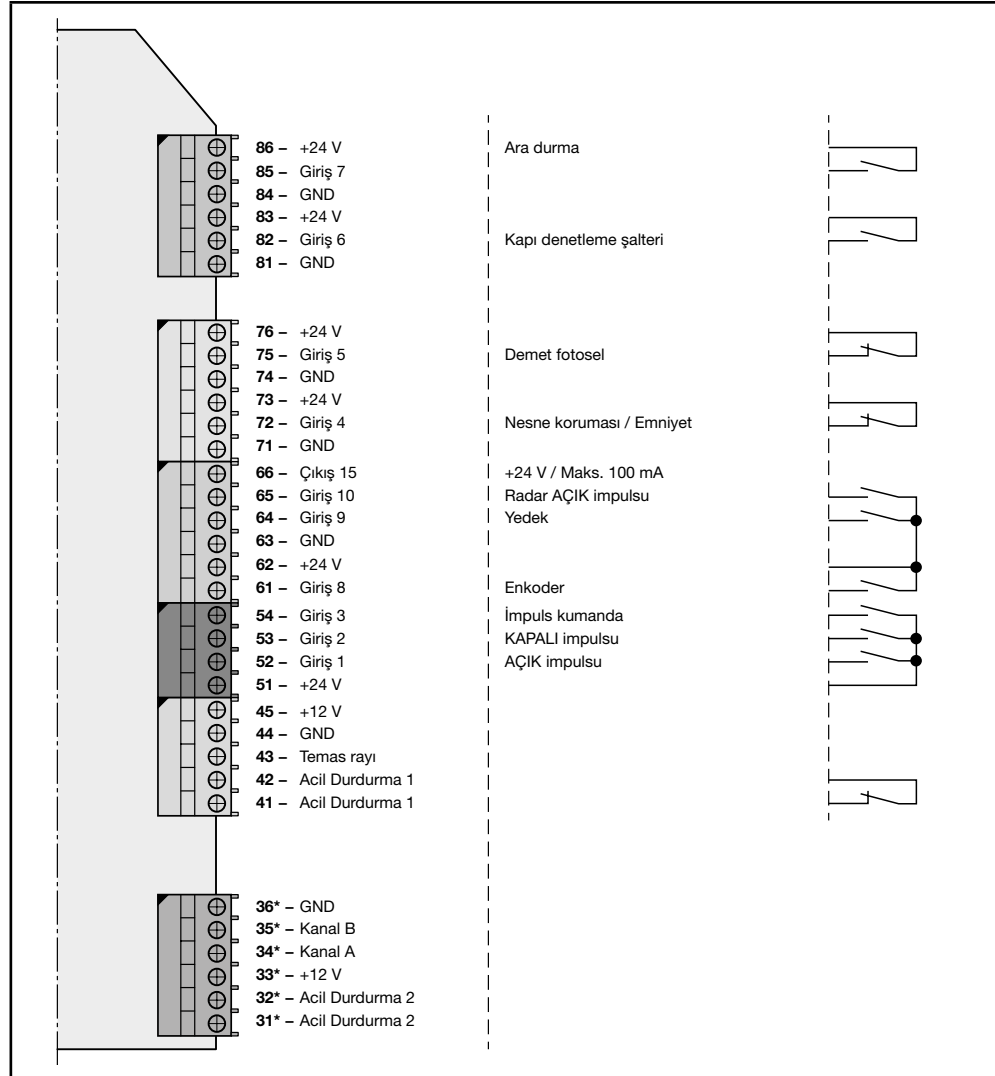 86 – +24 V Ara durma
85 – Giriş 7
84 – GND
83 – +24 V
82 – Giriş 6 Kapı denetleme şalteri
81 – GND
76 – +24 V
75 – Giriş 5 Demet fotosel
74 – GND
73 – +24 V
72 – Giriş 4 Nesne koruması / Emniyet
71 – GND
66 – Çıkış 15 +24 V / Maks. 100 mA
65 – Giriş 10 Radar AÇIK impulsu
64 – Giriş 9 Yedek
63 – GND
62 – +24 V
61 – Giriş 8 Enkoder
54 – Giriş 3 İmpuls kumanda
53 – Giriş 2 KAPALI impulsu
52 – Giriş 1 AÇIK impulsu
51 – +24 V
45 – +12 V
44 – GND
43 – Temas rayı
42 – Acil Durdurma 1
41 – Acil Durdurma 1
36* – GND
35* – Kanal B
34* – Kanal A
33* – +12 V
32* – Acil Durdurma 2
31* – Acil Durdurma 2